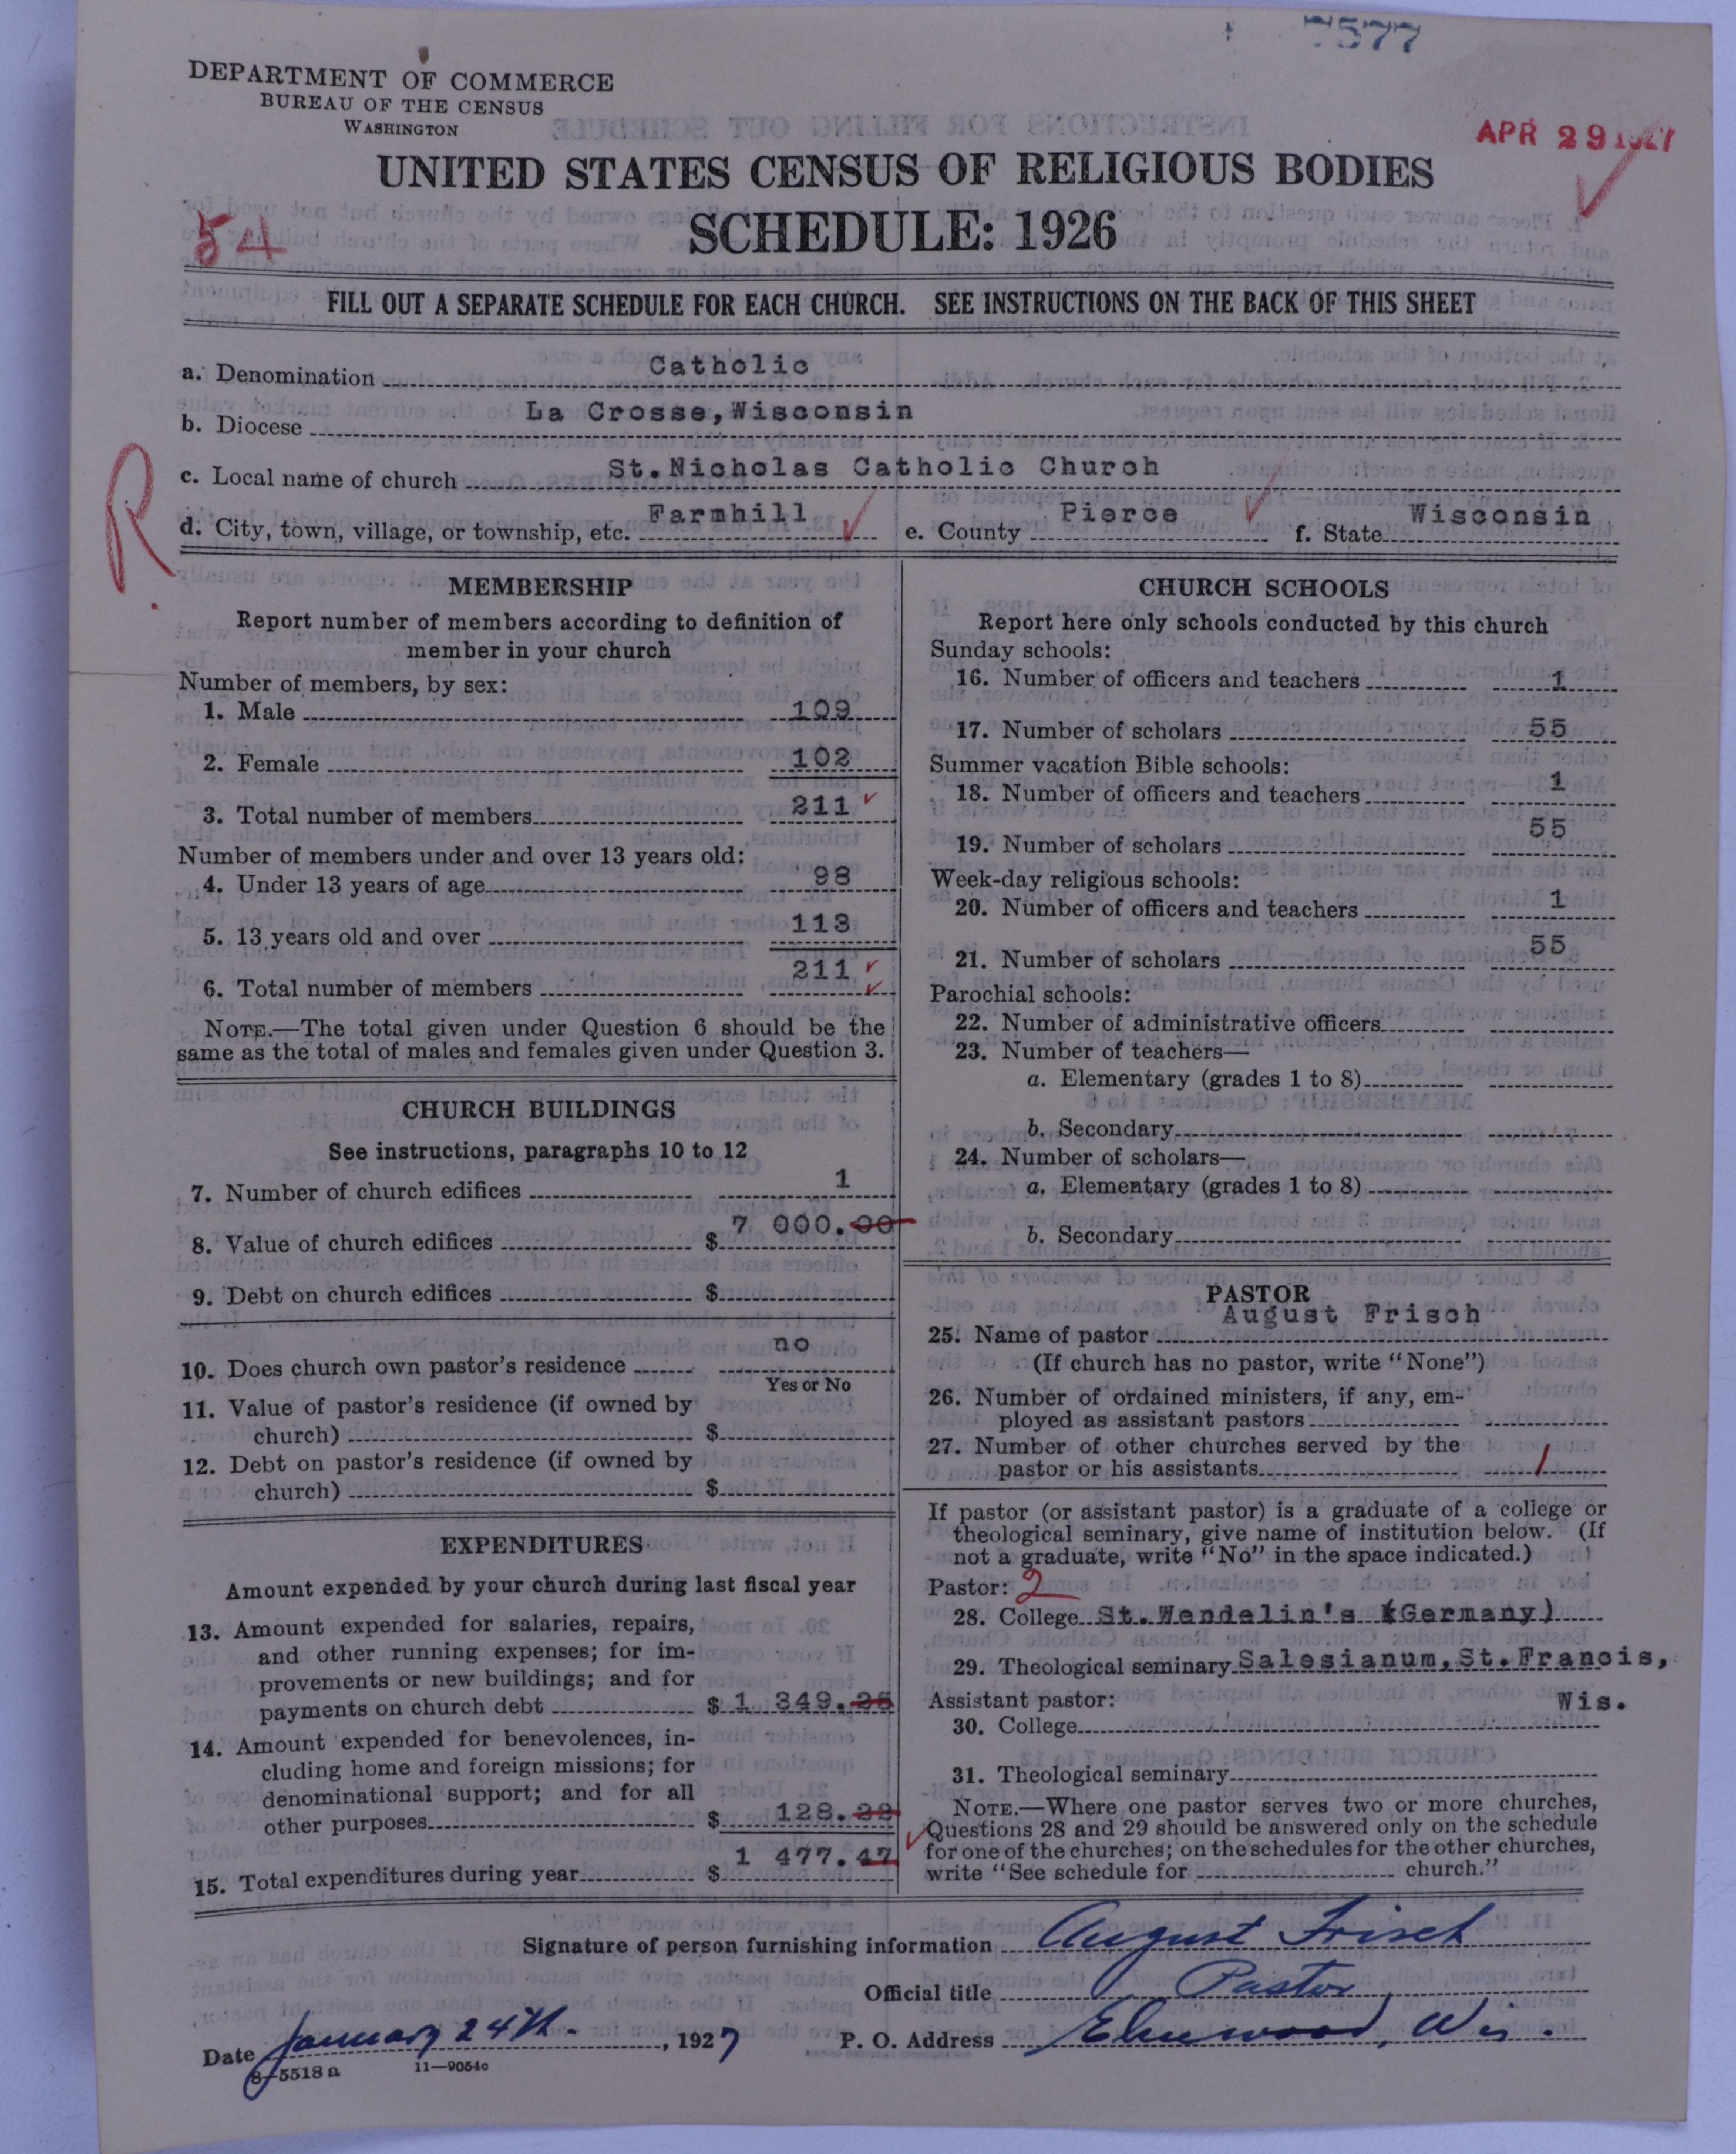 7577
DEPARTMENT OF COMMERCE
BUREAU OF THE CENSUS
WASHINGTON
APR 29 1927
UNITED STATES CENSUS OF RELIGIOUS BODIES
54
SCHEDULE: 1926
FILL OUT A SEPARATE SCHEDULE FOR EACH CHURCH. SEE INSTRUCTIONS ON THE BACK OF THIS SHEET
a. Denomination Catholic
b. Diocese La Crosse, Wisconsin
R.
c. Local name of church St. Nicholas Catholic Church
d. City, town, village, or township, etc. Farmhill e. County Pierce f. State Wisconsin
MEMBERSHIP
Report number of members according to definition of
member in your church
Number of members, by sex:
1. Male 109
2. Female 102
3. Total number of members 211
Number of members under and over 13 years old:
4. Under 13 years of age 98
5. 13 years old and over 113
6. Total number of members 211
NOTE.—The total given under Question 6 should be the
same as the total of males and females given under Question 3.
CHURCH BUILDINGS
See instructions, paragraphs 10 to 12
7. Number of church edifices 1
8. Value of church edifices $ 7 000.00
9. Debt on church edifices $
10. Does church own pastor's residence no
Yes or No
11. Value of pastor's residence (if owned by
church) $
12. Debt on pastor's residence (if owned by
church) $
EXPENDITURES
Amount expended by your church during last fiscal year
13. Amount expended for salaries, repairs,
and other running expenses; for im-
provements or new buildings; and for
payments on church debt $ 1 349.25
14. Amount expended for benevolences, in-
cluding home and foreign missions; for
denominational support; and for all
other purposes $ 128.22
15. Total expenditures during year $ 1 477.47
CHURCH SCHOOLS
Report here only schools conducted by this church
Sunday schools:
16. Number of officers and teachers 1
17. Number of scholars 55
Summer vacation Bible schools:
18. Number of officers and teachers 1
19. Number of scholars 55
Week-day religious schools:
20. Number of officers and teachers 1
21. Number of scholars 55
Parochial schools:
22. Number of administrative officers
23. Number of teachers—
a. Elementary (grades 1 to 8)
b. Secondary
24. Number of scholars—
a. Elementary (grades 1 to 8)
b. Secondary
PASTOR
25. Name of pastor August Frisch
(If church has no pastor, write "None")
26. Number of ordained ministers, if any, em-
ployed as assistant pastors
27. Number of other churches served by the
pastor or his assistants 1
If pastor (or assistant pastor) is a graduate of a college or
theological seminary, give name of institution below. (If
not a graduate, write "No" in the space indicated.)
Pastor: 2
28. College St. Wendelin's (Germany)
29. Theological seminary Salesianum, St. Francis,
Assistant pastor: Wis.
30. College
31. Theological seminary
NOTE.—Where one pastor serves two or more churches,
Questions 28 and 29 should be answered only on the schedule
for one of the churches; on the schedules for the other churches,
write "See schedule for church."
Signature of person furnishing information August Frisch
Official title Pastor
Date January 24th. , 1927 P. O. Address Elmwood, Wis.
8—5518 a 11—9054c